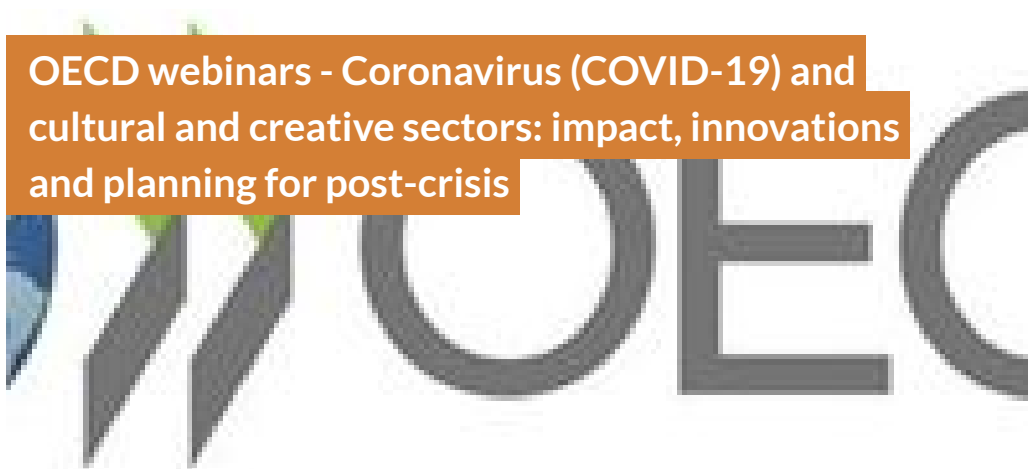 OECD webinars - Coronavirus (COVID-19) and
cultural and creative sectors: impact, innovations
and planning for post-crisis
OEC